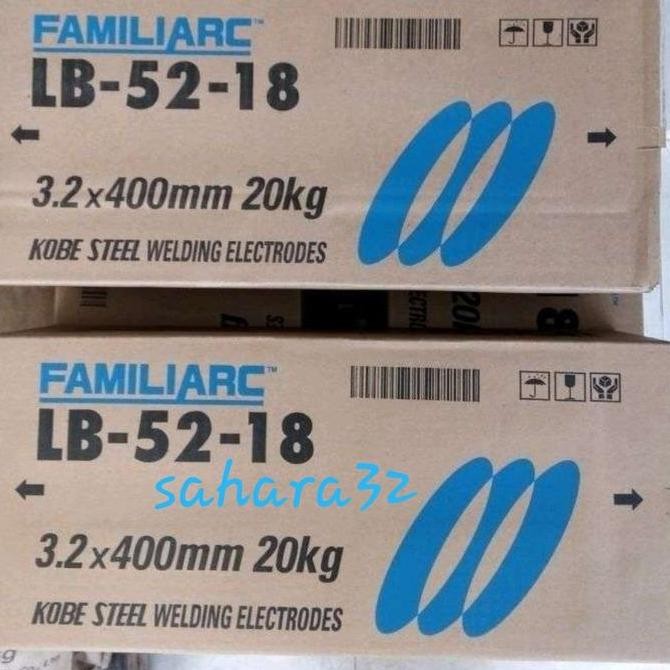 FAMILIARC™
LB-52-18
3.2x400mm 20kg
KOBE STEEL WELDING ELECTRODES
FAMILIARC™
LB-52-18
sahara32
3.2x400mm 20kg
KOBE STEEL WELDING ELECTRODES